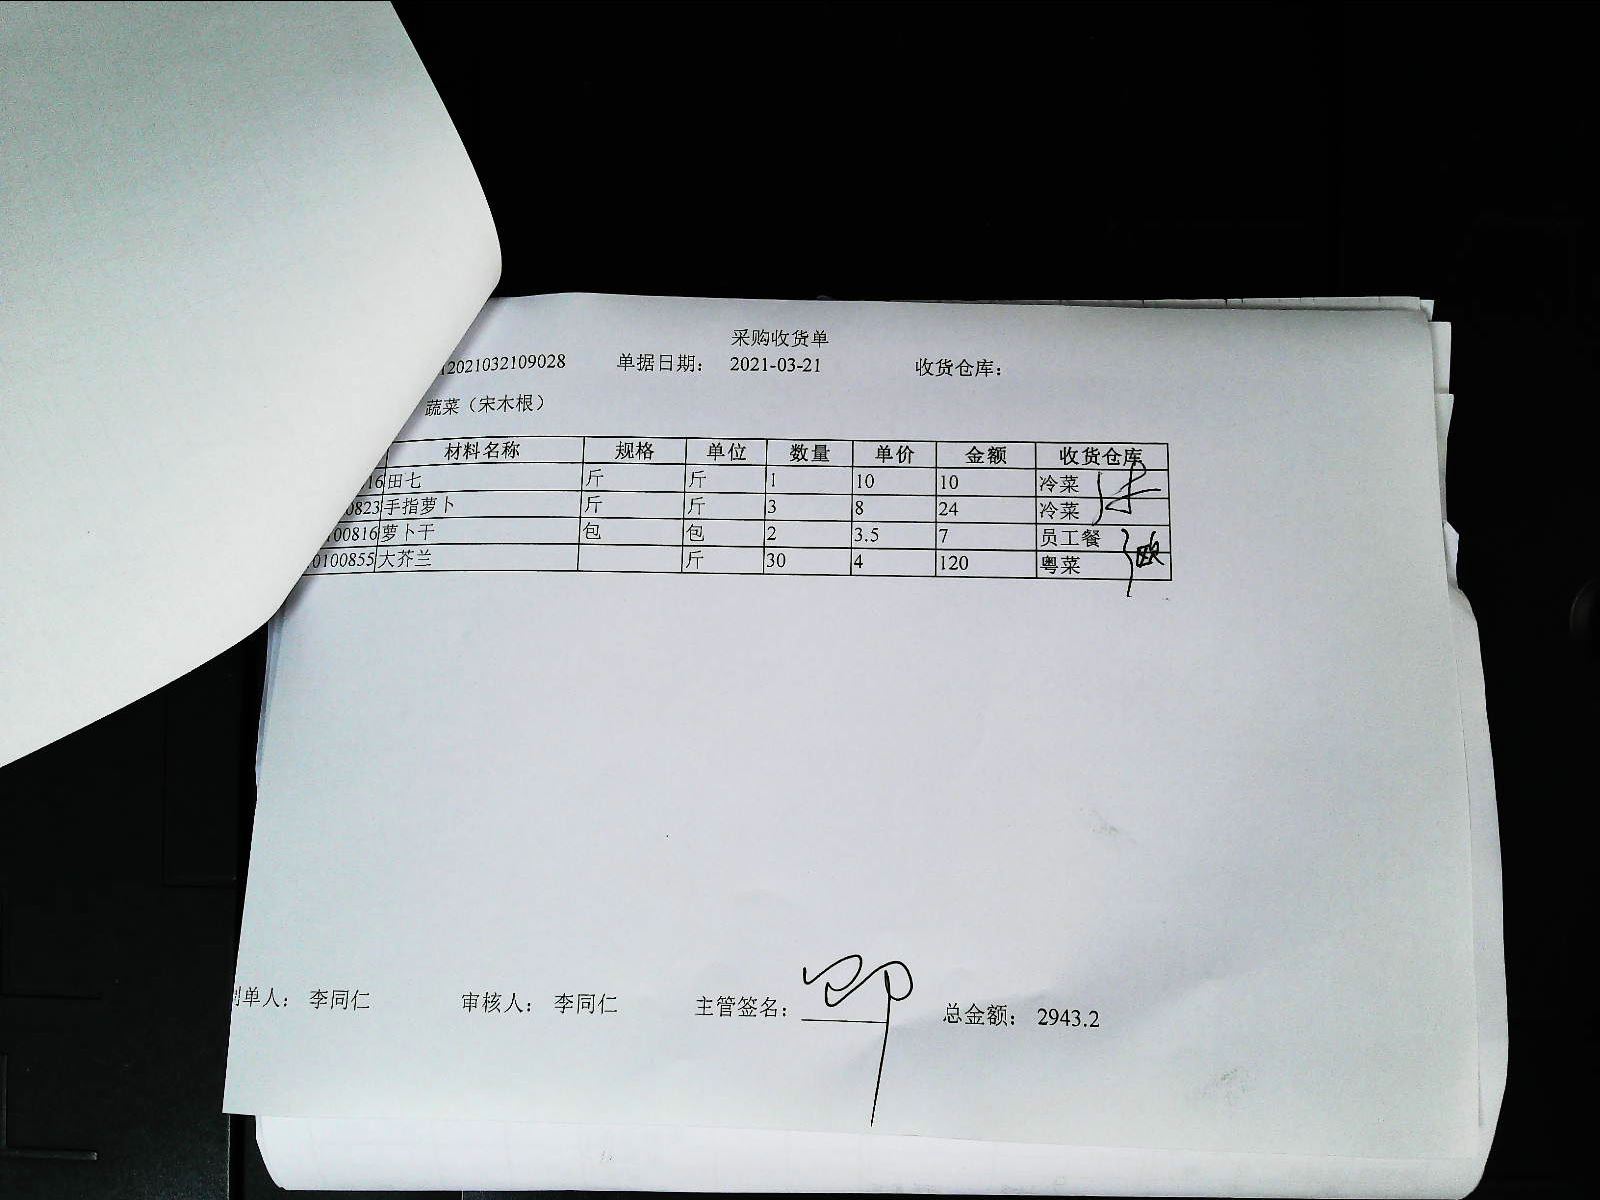 采购收货单
12021032109028 单据日期： 2021-03-21 收货仓库：
蔬菜（宋木根）
材料名称 规格 单位 数量 单价 金额 收货仓库
16 田七 斤 斤 1 10 10 冷菜
0823 手指萝卜 斤 斤 3 8 24 冷菜
100816 萝卜干 包 包 2 3.5 7 员工餐
0100855 大芥兰 斤 30 4 120 粤菜
制单人： 李同仁 审核人： 李同仁 主管签名： 总金额： 2943.2